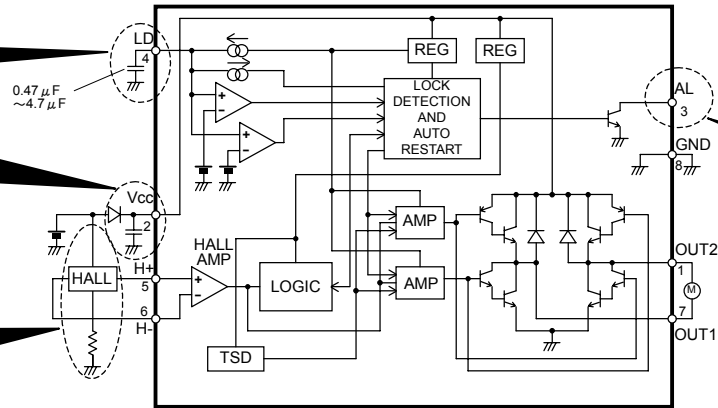 LD
4
0.47μF
~4.7μF
REG
REG
LOCK
DETECTION
AND
AUTO
RESTART
AL
3
GND
8
Vcc
2
AMP
HALL
AMP
H+
5
HALL
LOGIC
AMP
OUT2
1
M
6
H-
7
OUT1
TSD